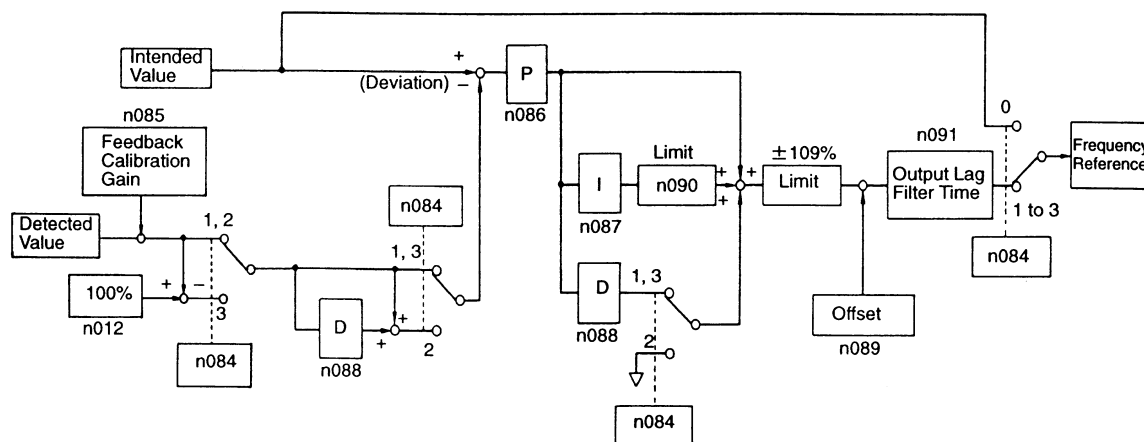 Intended
Value
+
(Deviation)
−
P
n086
0
n085
Feedback
Calibration
Gain
Detected
Value
1, 2
100%
n012
+
−
3
n084
n084
1, 3
D
n088
+
+
2
I
n087
Limit
n090
+
+
+
±109%
Limit
n091
Output Lag
Filter Time
Frequency
Reference
1 to 3
n084
D
n088
1, 3
2
n084
Offset
n089